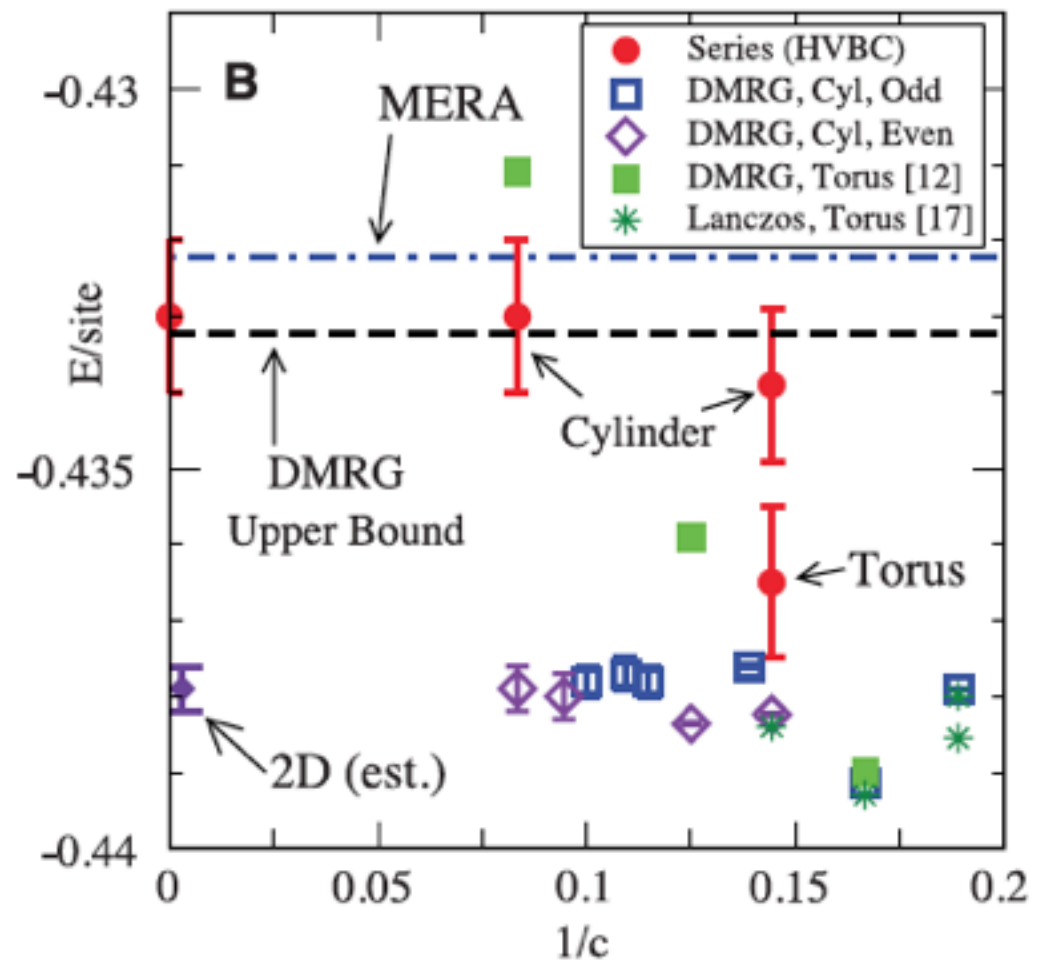 B
Series (HVBC)
DMRG, Cyl, Odd
DMRG, Cyl, Even
DMRG, Torus [12]
Lanczos, Torus [17]
-0.43
MERA
E/site
Cylinder
-0.435
DMRG
Upper Bound
Torus
2D (est.)
-0.44
0
0.05
0.1
0.15
0.2
1/c